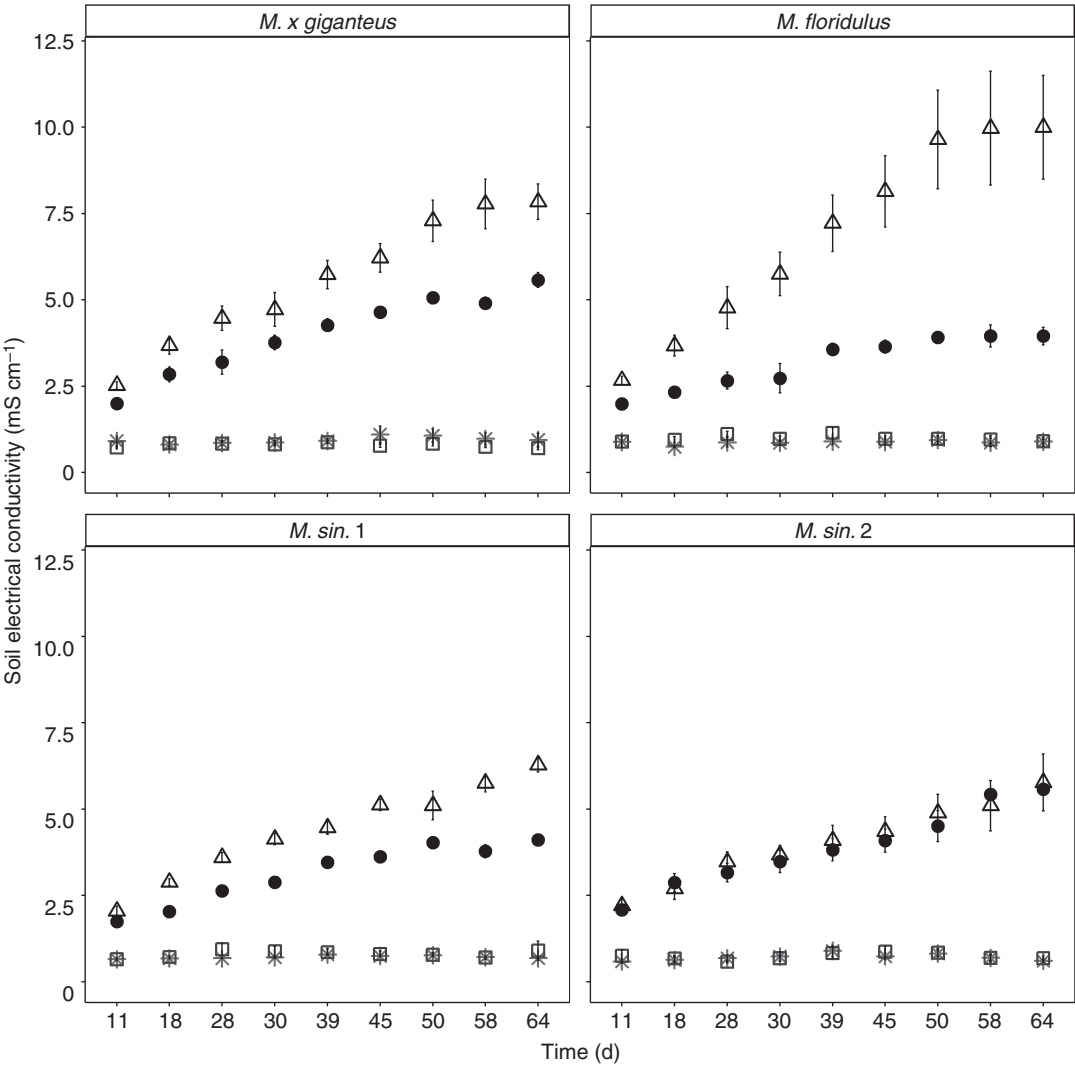 M. x giganteus
M. floridulus
12.5
10.0
7.5
5.0
2.5
0
M. sin. 1
M. sin. 2
12.5
10.0
7.5
5.0
2.5
0
Soil electrical conductivity (mS cm⁻¹)
11 18 28 30 39 45 50 58 64
11 18 28 30 39 45 50 58 64
Time (d)